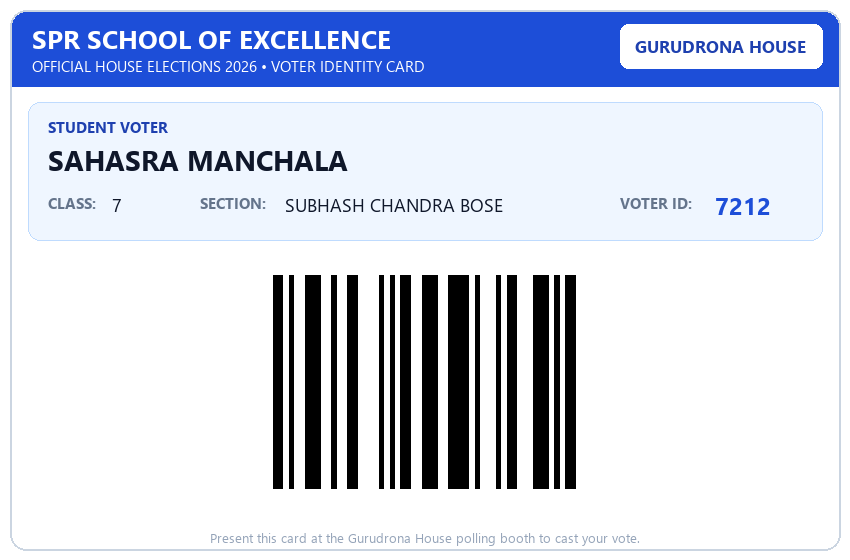 SPR SCHOOL OF EXCELLENCE
OFFICIAL HOUSE ELECTIONS 2026 • VOTER IDENTITY CARD
GURUDRONA HOUSE
STUDENT VOTER
SAHASRA MANCHALA
CLASS: 7 SECTION: SUBHASH CHANDRA BOSE VOTER ID: 7212
Present this card at the Gurudrona House polling booth to cast your vote.